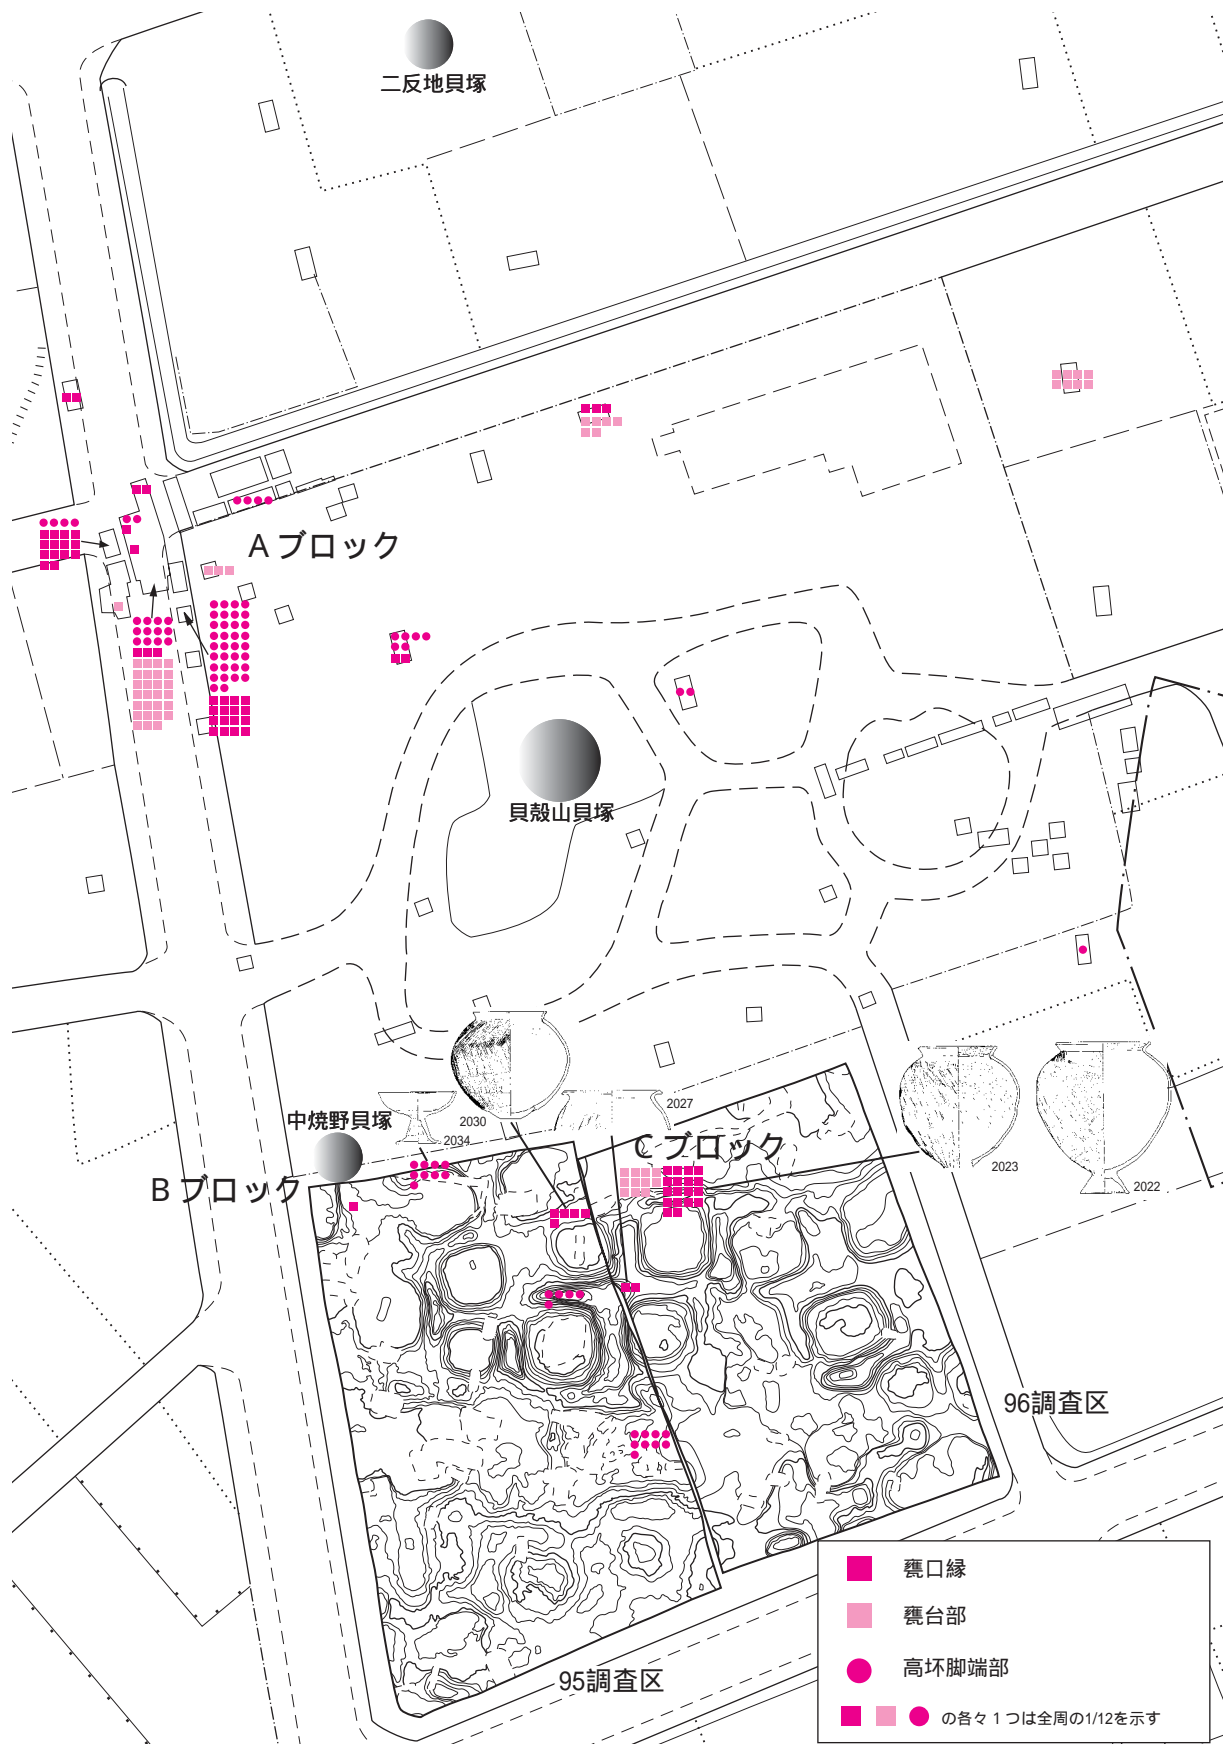 二反地貝塚
A ブロック
貝殻山貝塚
中焼野貝塚
2030
2034
2027
C ブロック
2023
2022
B ブロック
96調査区
95調査区
甕口縁
甕台部
高坏脚端部
の各々１つは全周の1/12を示す